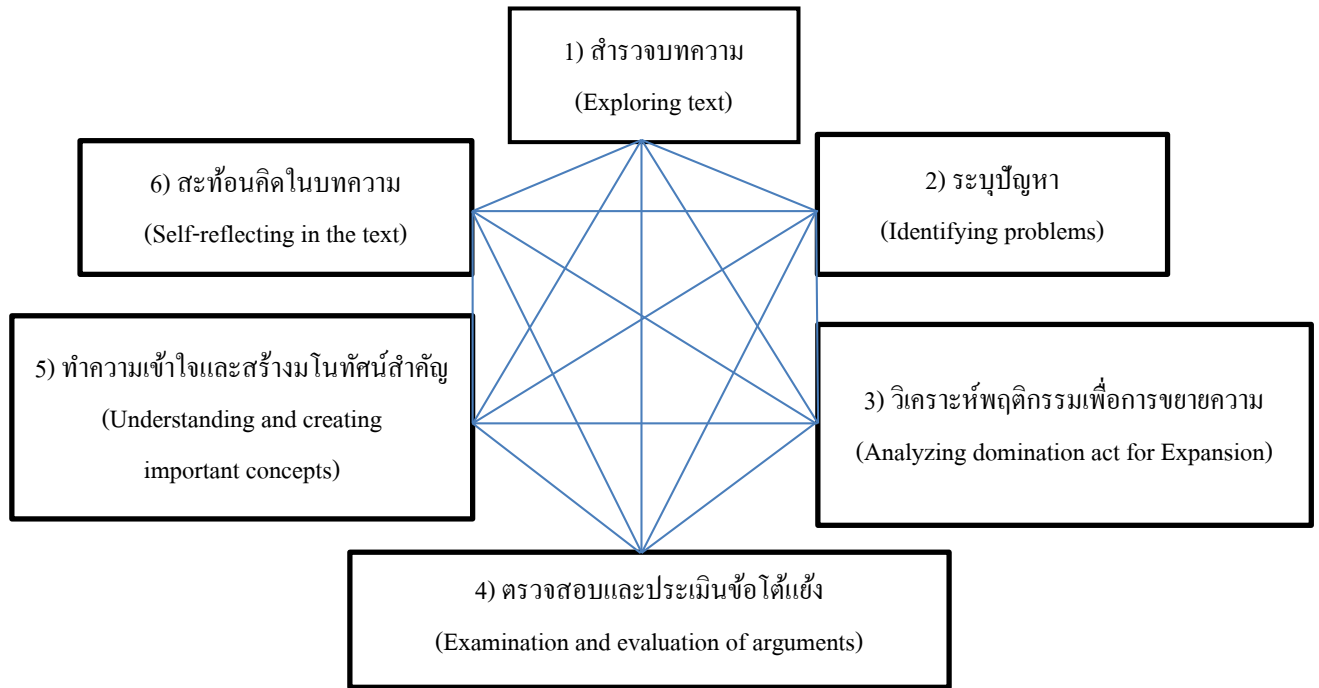 1) สำรวจบทความ
(Exploring text)
2) ระบุปัญหา
(Identifying problems)
3) วิเคราะห์พฤติกรรมเพื่อการขยายความ
(Analyzing domination act for Expansion)
4) ตรวจสอบและประเมินข้อโต้แย้ง
(Examination and evaluation of arguments)
5) ทำความเข้าใจและสร้างมโนทัศน์สำคัญ
(Understanding and creating
important concepts)
6) สะท้อนคิดในบทความ
(Self-reflecting in the text)